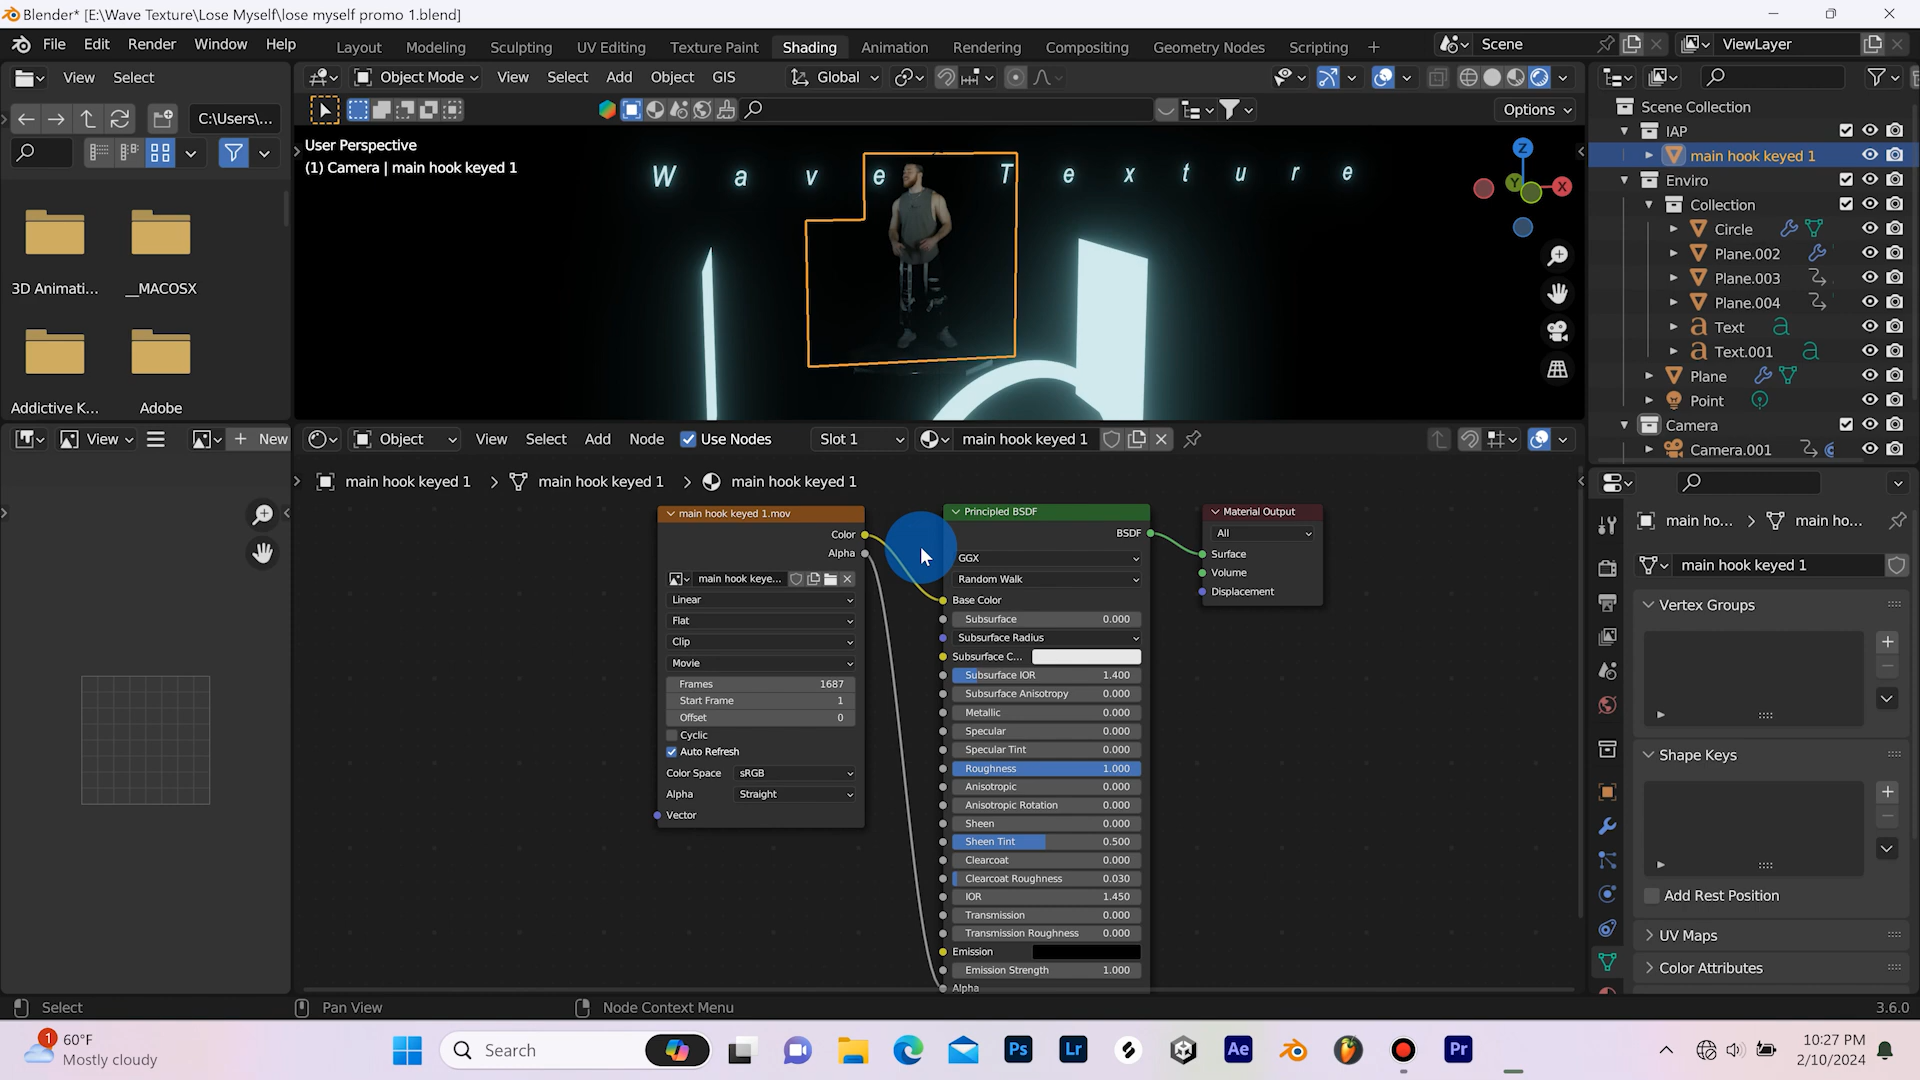 Blender* [E:\Wave Texture\Lose Myself\lose myself promo 1.blend]
File Edit Render Window Help Layout Modeling Sculpting UV Editing Texture Paint Shading Animation Rendering Compositing Geometry Nodes Scripting + Scene ViewLayer
View Select Object Mode View Select Add Object GIS Global
C:\Users\... Options
User Perspective
(1) Camera | main hook keyed 1
W a v e T e x t u r e
Z
Y
X
Scene Collection
IAP
main hook keyed 1
Enviro
Collection
Circle
Plane.002
Plane.003
Plane.004
Text
Text.001
Plane
Point
Camera
Camera.001
3D Animati... __MACOSX
Addictive K... Adobe
View + New Object View Select Add Node Use Nodes Slot 1 main hook keyed 1
main hook keyed 1 > main hook keyed 1 > main hook keyed 1
main hook keyed 1.mov
Color
Alpha
main hook keye...
Linear
Flat
Clip
Movie
Frames 1687
Start Frame 1
Offset 0
Cyclic
Auto Refresh
Color Space sRGB
Alpha Straight
Vector
Principled BSDF
BSDF
GGX
Random Walk
Base Color
Subsurface 0.000
Subsurface Radius
Subsurface C...
Subsurface IOR 1.400
Subsurface Anisotropy 0.000
Metallic 0.000
Specular 0.000
Specular Tint 0.000
Roughness 1.000
Anisotropic 0.000
Anisotropic Rotation 0.000
Sheen 0.000
Sheen Tint 0.500
Clearcoat 0.000
Clearcoat Roughness 0.030
IOR 1.450
Transmission 0.000
Transmission Roughness 0.000
Emission
Emission Strength 1.000
Alpha
Material Output
All
Surface
Volume
Displacement
main ho... > main ho...
main hook keyed 1
Vertex Groups
Shape Keys
Add Rest Position
UV Maps
Color Attributes
Select Pan View Node Context Menu 3.6.0
1 60°F
Mostly cloudy
Search
Ps Lr Ae Pr
10:27 PM
2/10/2024